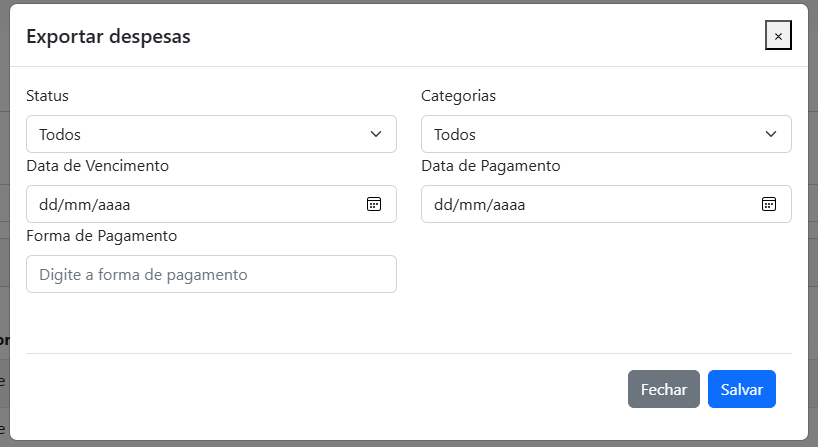 Exportar despesas ×
Status Categorias
Todos Todos
Data de Vencimento Data de Pagamento
dd/mm/aaaa dd/mm/aaaa
Forma de Pagamento
Digite a forma de pagamento
or
e
e
Fechar Salvar